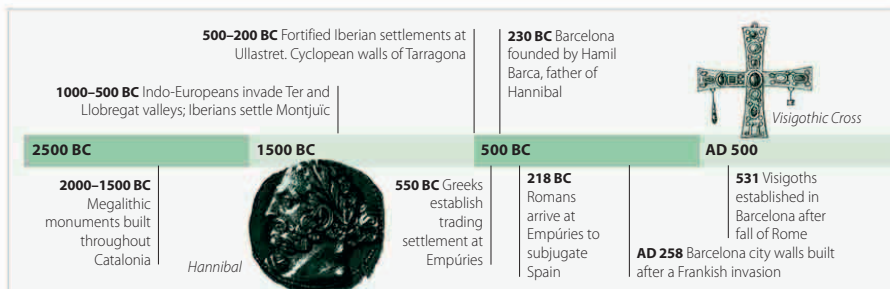 500–200 BC Fortified Iberian settlements at
Ullastret. Cyclopean walls of Tarragona
230 BC Barcelona
founded by Hamil
Barca, father of
Hannibal
1000–500 BC Indo-Europeans invade Ter and
Llobregat valleys; Iberians settle Montjuïc
Visigothic Cross
2500 BC
1500 BC
500 BC
AD 500
2000–1500 BC
Megalithic
monuments built
throughout
Catalonia
Hannibal
550 BC Greeks
establish
trading
settlement at
Empúries
218 BC
Romans
arrive at
Empúries to
subjugate
Spain
531 Visigoths
established in
Barcelona after
fall of Rome
AD 258 Barcelona city walls built
after a Frankish invasion